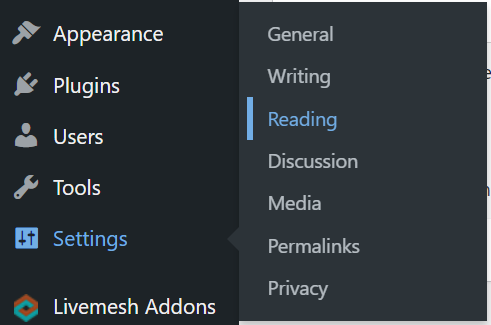 Appearance
Plugins
Users
Tools
Settings
Livemesh Addons
General
Writing
Reading
Discussion
Media
Permalinks
Privacy